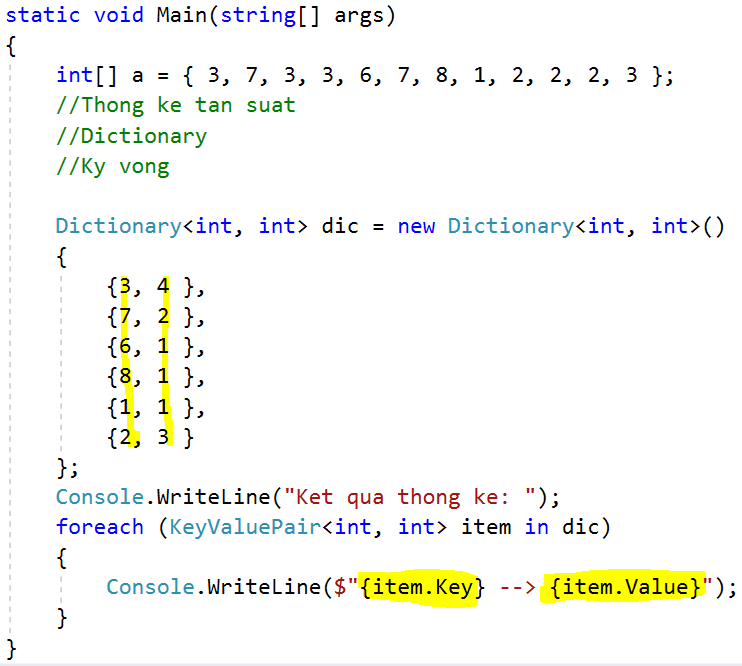 static void Main(string[] args)
{
int[] a = { 3, 7, 3, 3, 6, 7, 8, 1, 2, 2, 2, 3 };
//Thong ke tan suat
//Dictionary
//Ky vong
Dictionary<int, int> dic = new Dictionary<int, int>()
{
{3, 4 },
{7, 2 },
{6, 1 },
{8, 1 },
{1, 1 },
{2, 3 }
};
Console.WriteLine("Ket qua thong ke: ");
foreach (KeyValuePair<int, int> item in dic)
{
Console.WriteLine($"{item.Key} --> {item.Value}");
}
}